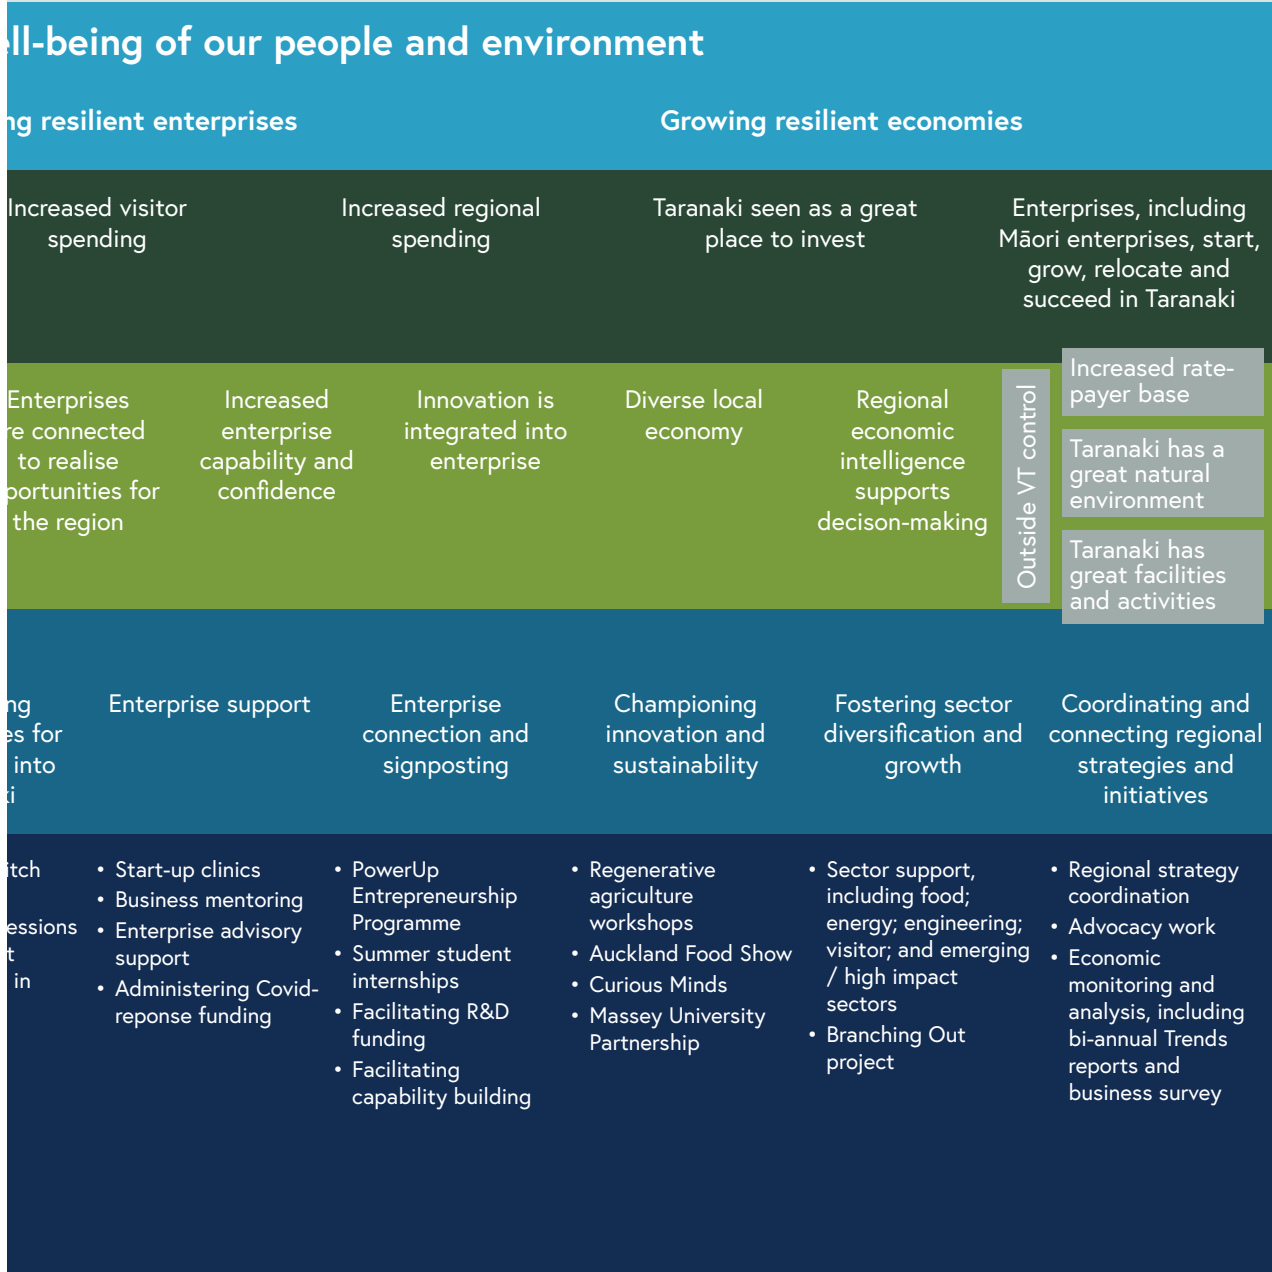 ell-being of our people and environment
ng resilient enterprises
Growing resilient economies
Increased visitor
spending
Increased regional
spending
Taranaki seen as a great
place to invest
Enterprises, including
Māori enterprises, start,
grow, relocate and
succeed in Taranaki
Enterprises
re connected
to realise
portunities for
the region
Increased
enterprise
capability and
confidence
Innovation is
integrated into
enterprise
Diverse local
economy
Regional
economic
intelligence
supports
decison-making
Outside VT control
Increased rate-
payer base
Taranaki has a
great natural
environment
Taranaki has
great facilities
and activities
ng
es for
into
ki
Enterprise support
Enterprise
connection and
signposting
Championing
innovation and
sustainability
Fostering sector
diversification and
growth
Coordinating and
connecting regional
strategies and
initiatives
itch
essions
t
in
• Start-up clinics
• Business mentoring
• Enterprise advisory
support
• Administering Covid-
reponse funding
• PowerUp
Entrepreneurship
Programme
• Summer student
internships
• Facilitating R&D
funding
• Facilitating
capability building
• Regenerative
agriculture
workshops
• Auckland Food Show
• Curious Minds
• Massey University
Partnership
• Sector support,
including food;
energy; engineering;
visitor; and emerging
/ high impact
sectors
• Branching Out
project
• Regional strategy
coordination
• Advocacy work
• Economic
monitoring and
analysis, including
bi-annual Trends
reports and
business survey